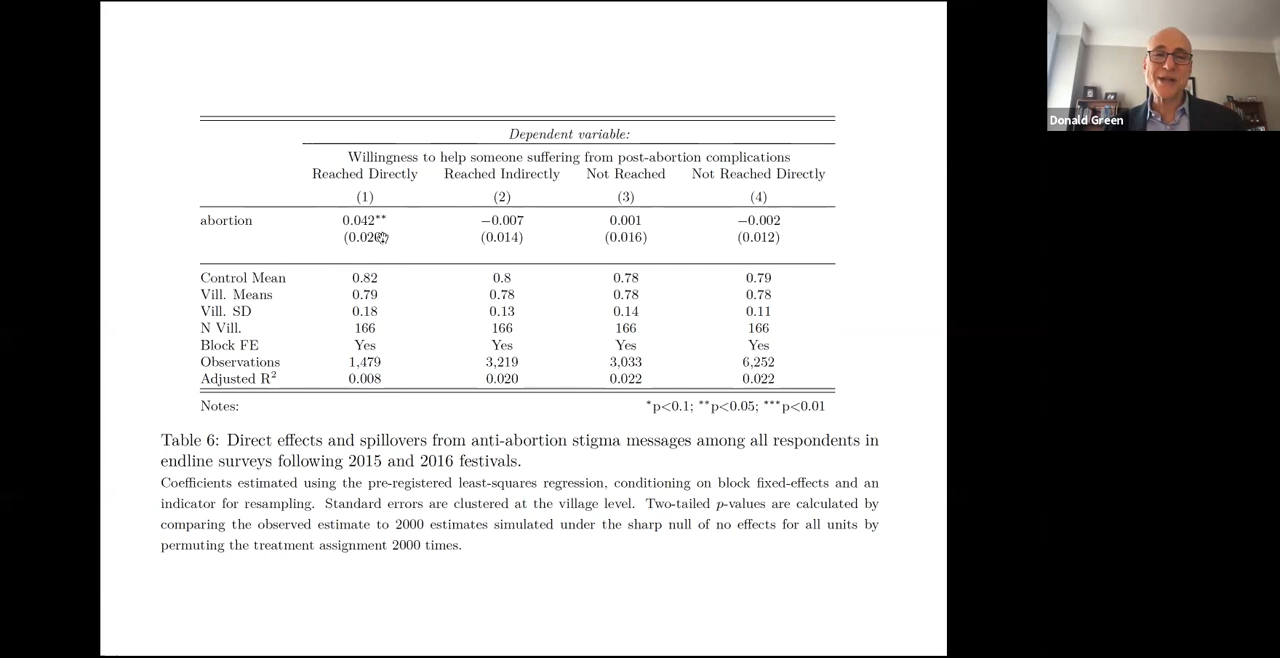 Donald Green
Dependent variable:
Willingness to help someone suffering from post-abortion complications
Reached Directly Reached Indirectly Not Reached Not Reached Directly
(1) (2) (3) (4)
abortion 0.042** −0.007 0.001 −0.002
(0.014) (0.016) (0.012)
Control Mean 0.82 0.8 0.78 0.79
Vill. Means 0.79 0.78 0.78 0.78
Vill. SD 0.18 0.13 0.14 0.11
N Vill. 166 166 166 166
Block FE Yes Yes Yes Yes
Observations 1,479 3,219 3,033 6,252
Adjusted R² 0.008 0.020 0.022 0.022
Notes: *p<0.1; **p<0.05; ***p<0.01
Table 6: Direct effects and spillovers from anti-abortion stigma messages among all respondents in
endline surveys following 2015 and 2016 festivals.
Coefficients estimated using the pre-registered least-squares regression, conditioning on block fixed-effects and an
indicator for resampling. Standard errors are clustered at the village level. Two-tailed p-values are calculated by
comparing the observed estimate to 2000 estimates simulated under the sharp null of no effects for all units by
permuting the treatment assignment 2000 times.